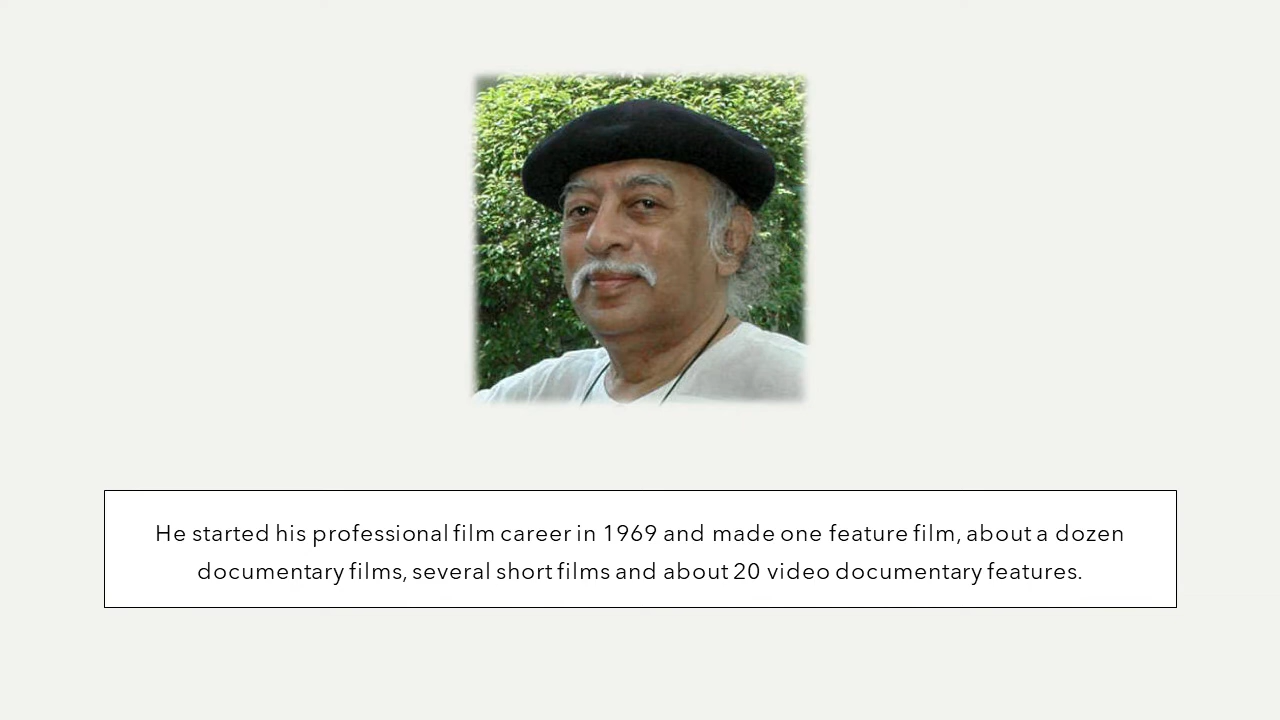 He started his professional film career in 1969 and made one feature film, about a dozen
documentary films, several short films and about 20 video documentary features.